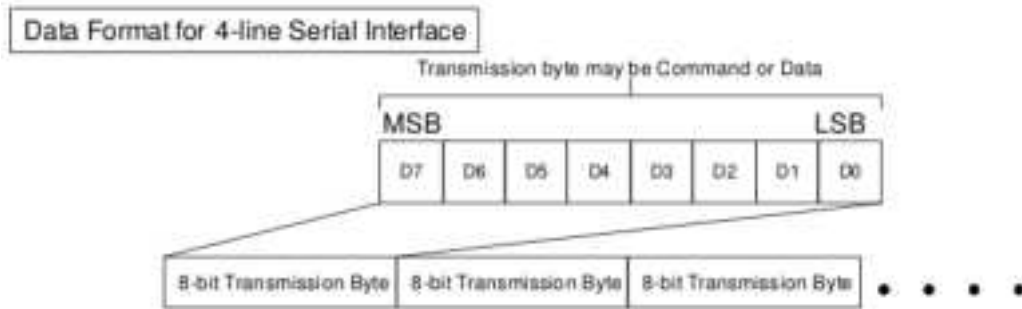 Data Format for 4-line Serial Interface
Transmission byte may be Command or Data
MSB LSB
D7 D6 D5 D4 D3 D2 D1 D0
8-bit Transmission Byte 8-bit Transmission Byte 8-bit Transmission Byte